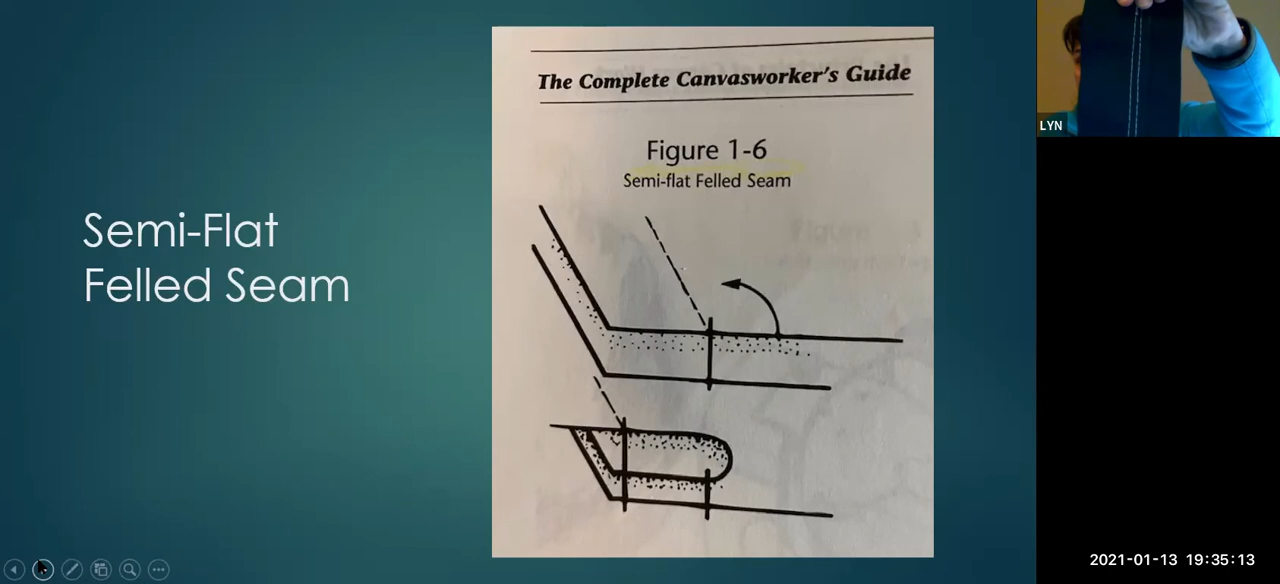 Semi-Flat
Felled Seam
The Complete Canvasworker's Guide
Figure 1-6
Semi-flat Felled Seam
LYN
2021-01-13 19:35:13